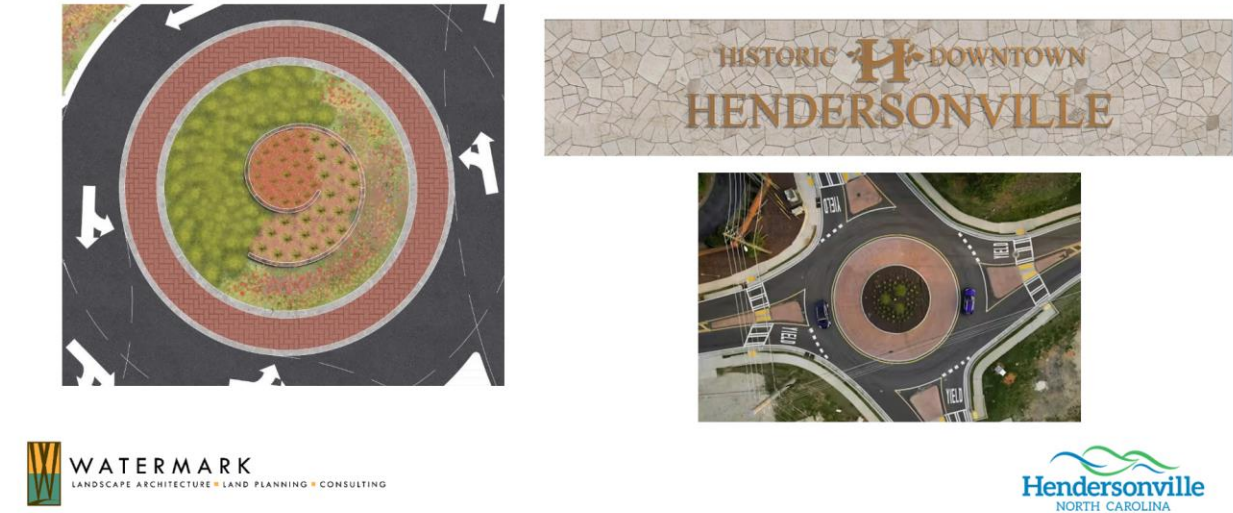 HISTORIC H DOWNTOWN
HENDERSONVILLE
YIELD
YIELD
YIELD
YIELD
WATERMARK
LANDSCAPE ARCHITECTURE LAND PLANNING CONSULTING
Hendersonville
NORTH CAROLINA